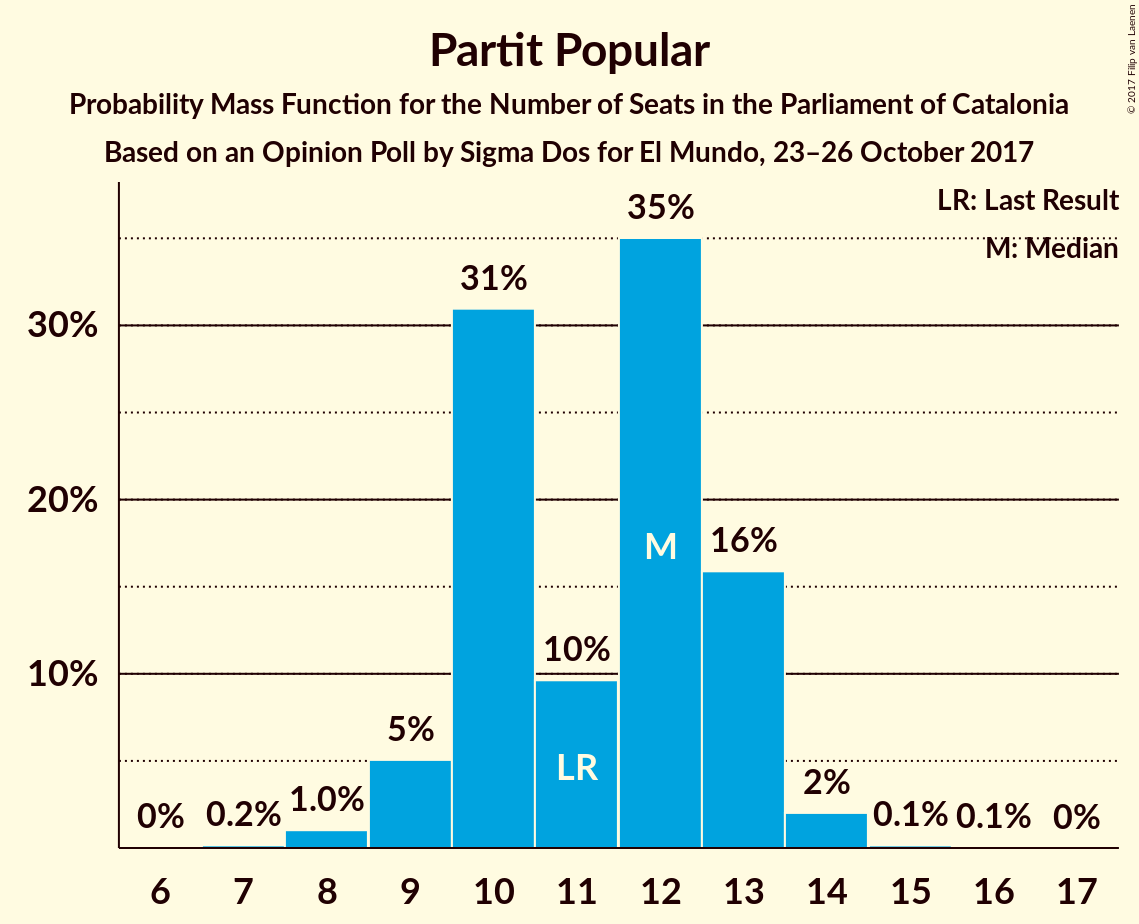 Partit Popular
Probability Mass Function for the Number of Seats in the Parliament of Catalonia
Based on an Opinion Poll by Sigma Dos for El Mundo, 23–26 October 2017
© 2017 Filip van Laenen
LR: Last Result
M: Median
30%
20%
10%
0%
0.2%
1.0%
5%
31%
10%
35%
16%
2%
0.1%
0.1%
0%
LR
M
6 7 8 9 10 11 12 13 14 15 16 17